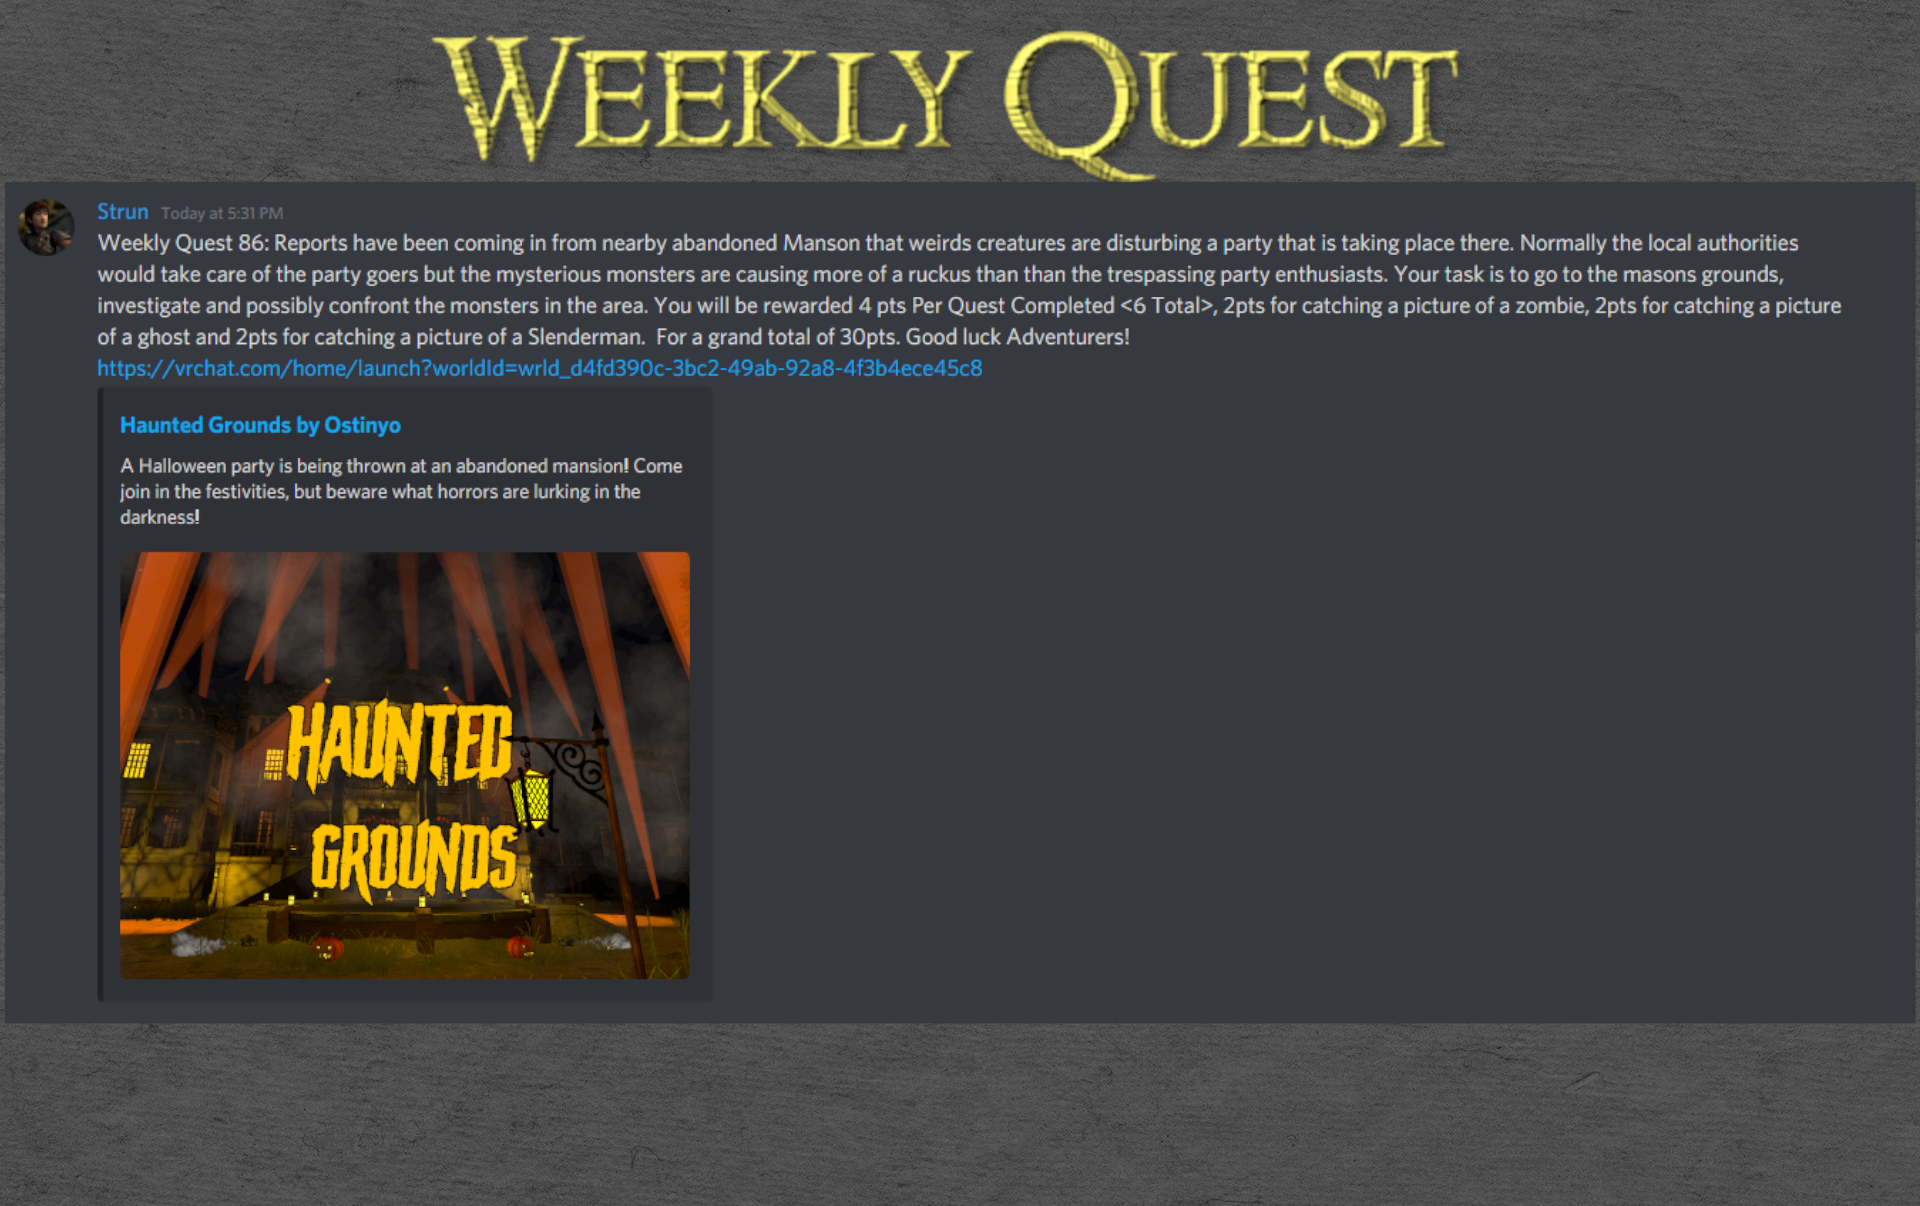 WEEKLY QUEST
Strun Today at 5:31 PM
Weekly Quest 86: Reports have been coming in from nearby abandoned Manson that weirds creatures are disturbing a party that is taking place there. Normally the local authorities
would take care of the party goers but the mysterious monsters are causing more of a ruckus than than the trespassing party enthusiasts. Your task is to go to the masons grounds,
investigate and possibly confront the monsters in the area. You will be rewarded 4 pts Per Quest Completed <6 Total>, 2pts for catching a picture of a zombie, 2pts for catching a picture
of a ghost and 2pts for catching a picture of a Slenderman.  For a grand total of 30pts. Good luck Adventurers!
https://vrchat.com/home/launch?worldId=wrld_d4fd390c-3bc2-49ab-92a8-4f3b4ece45c8
Haunted Grounds by Ostinyo
A Halloween party is being thrown at an abandoned mansion! Come
join in the festivities, but beware what horrors are lurking in the
darkness!
HAUNTED
GROUNDS